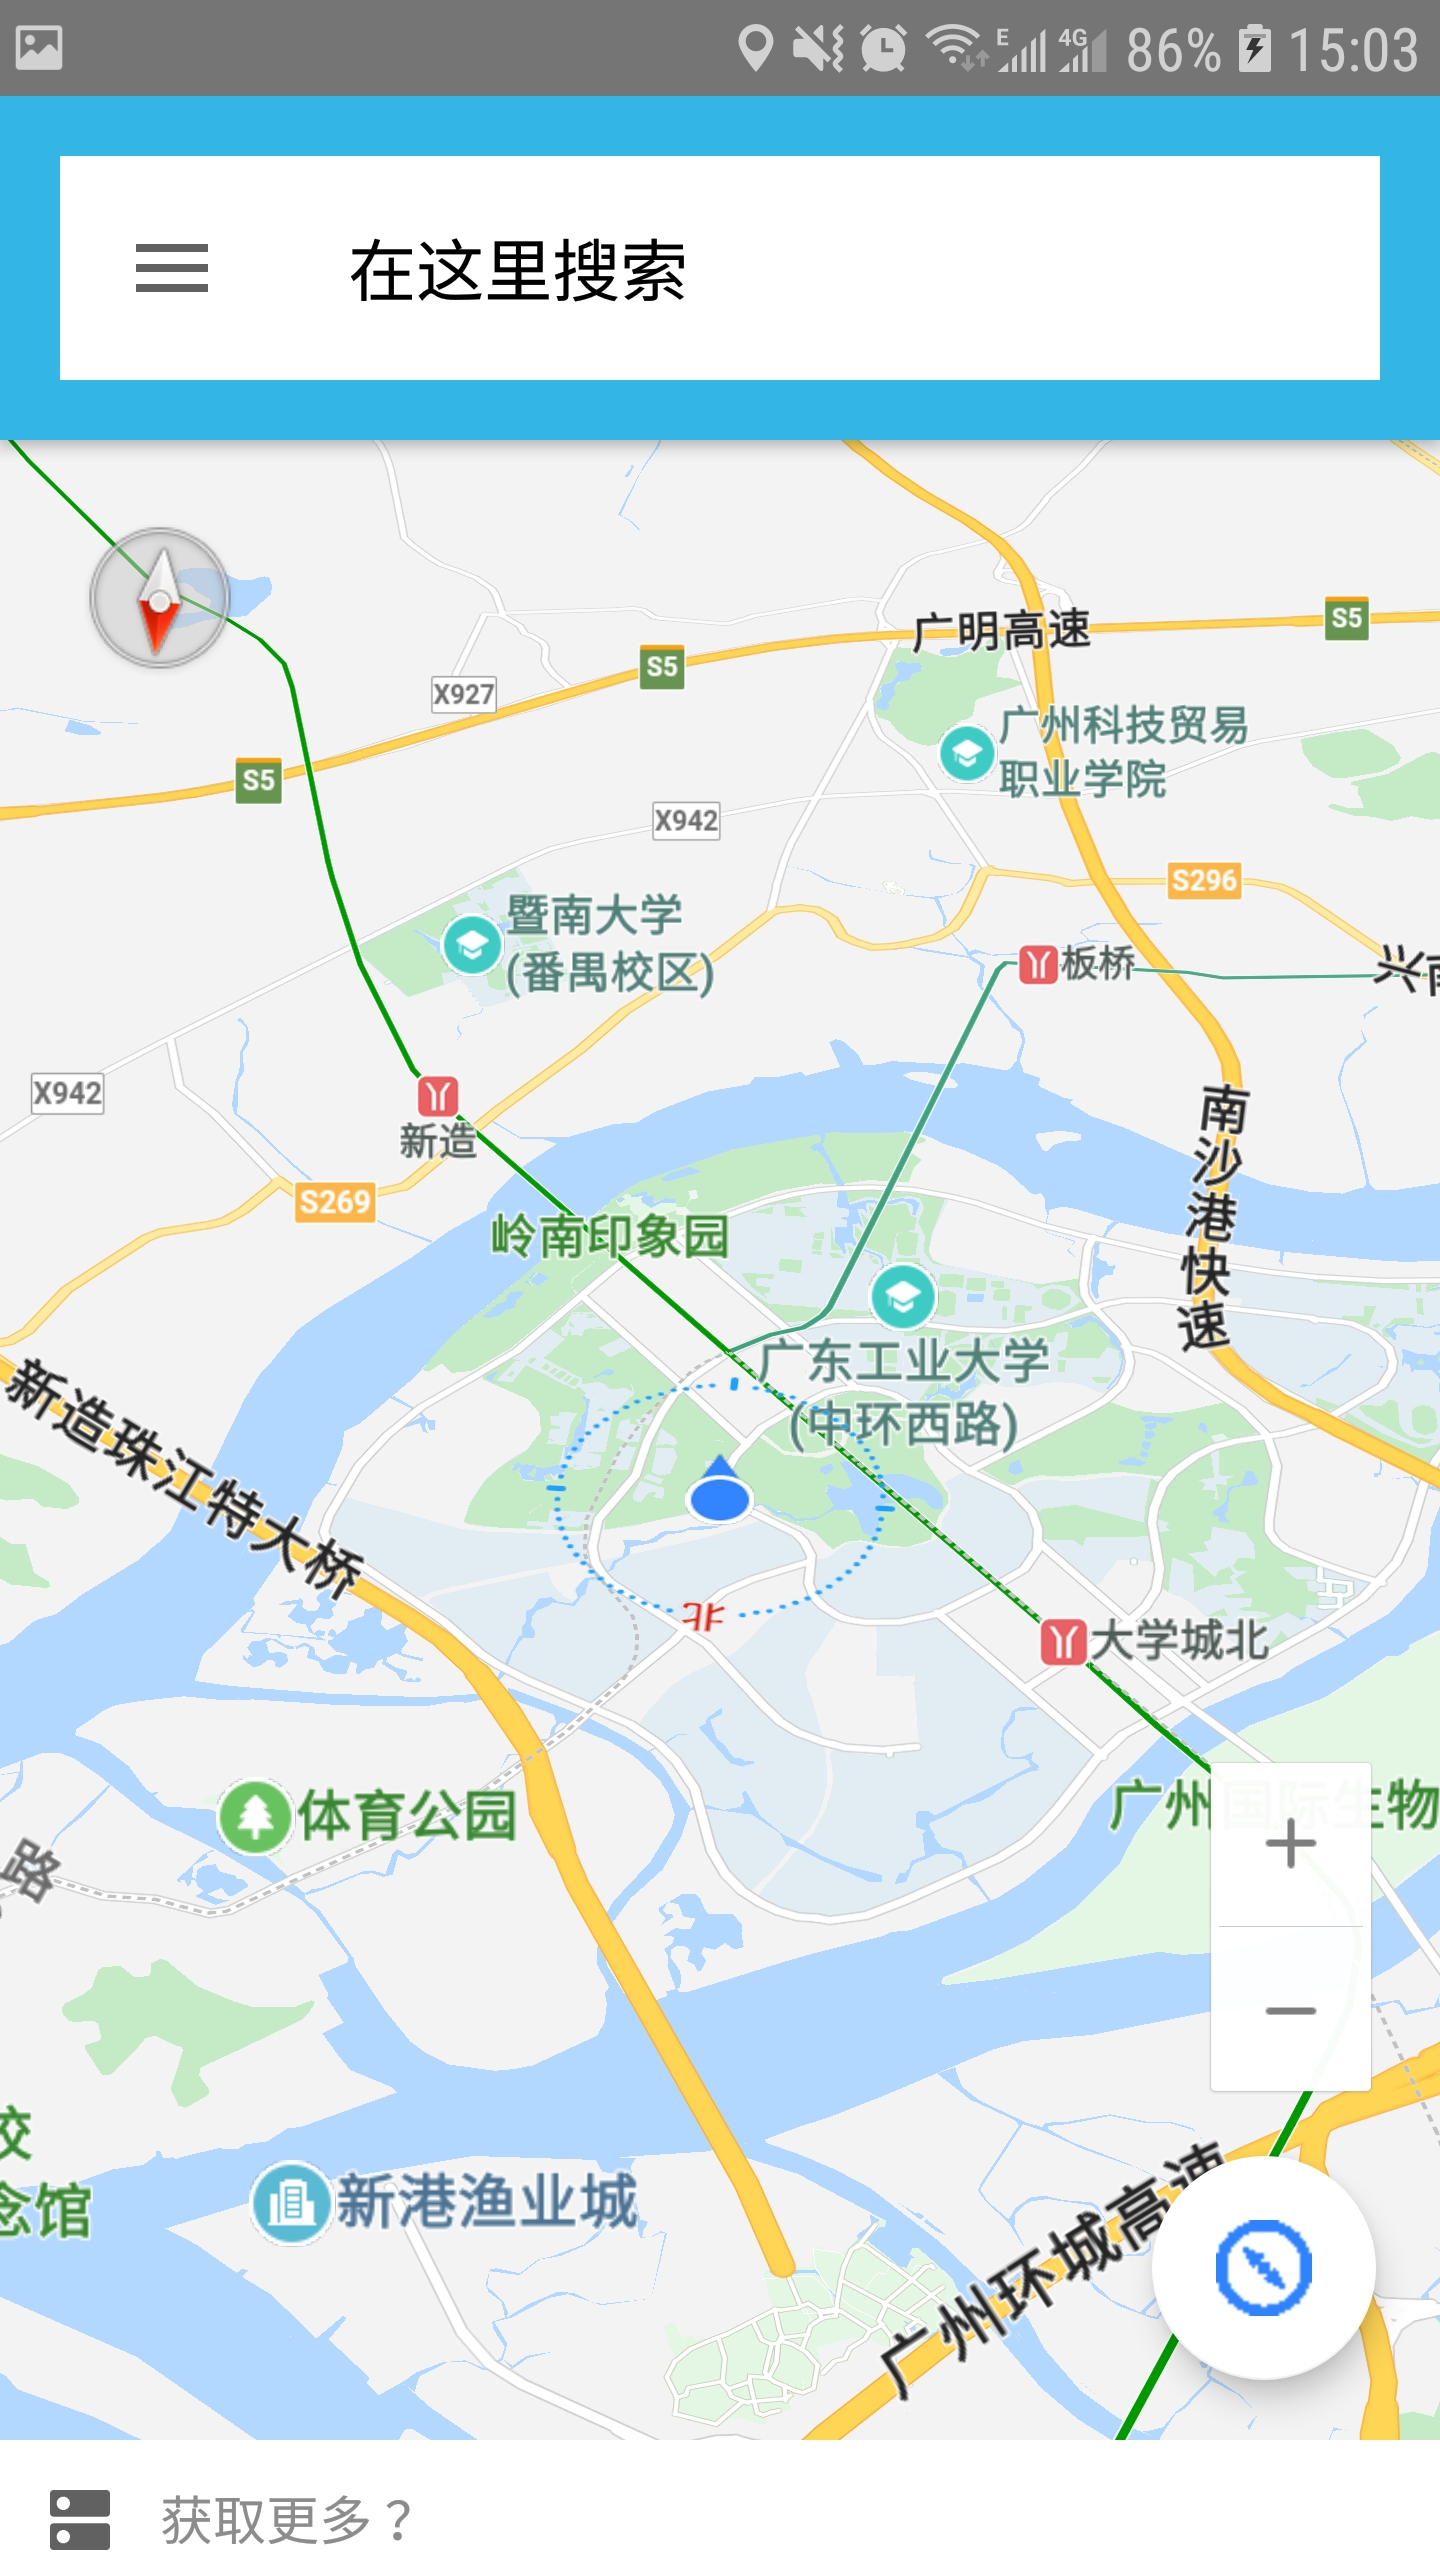 E
4G
86%
15:03
在这里搜索
广明高速
S5
S5
X927
广州科技贸易
职业学院
S5
X942
S296
暨南大学
(番禺校区)
板桥
X942
新造
南沙港快速
S269
岭南印象园
广东工业大学
(中环西路)
新造珠江特大桥
北
大学城北
体育公园
广州国际生物
路
新港渔业城
念馆
广州环城高速
获取更多？